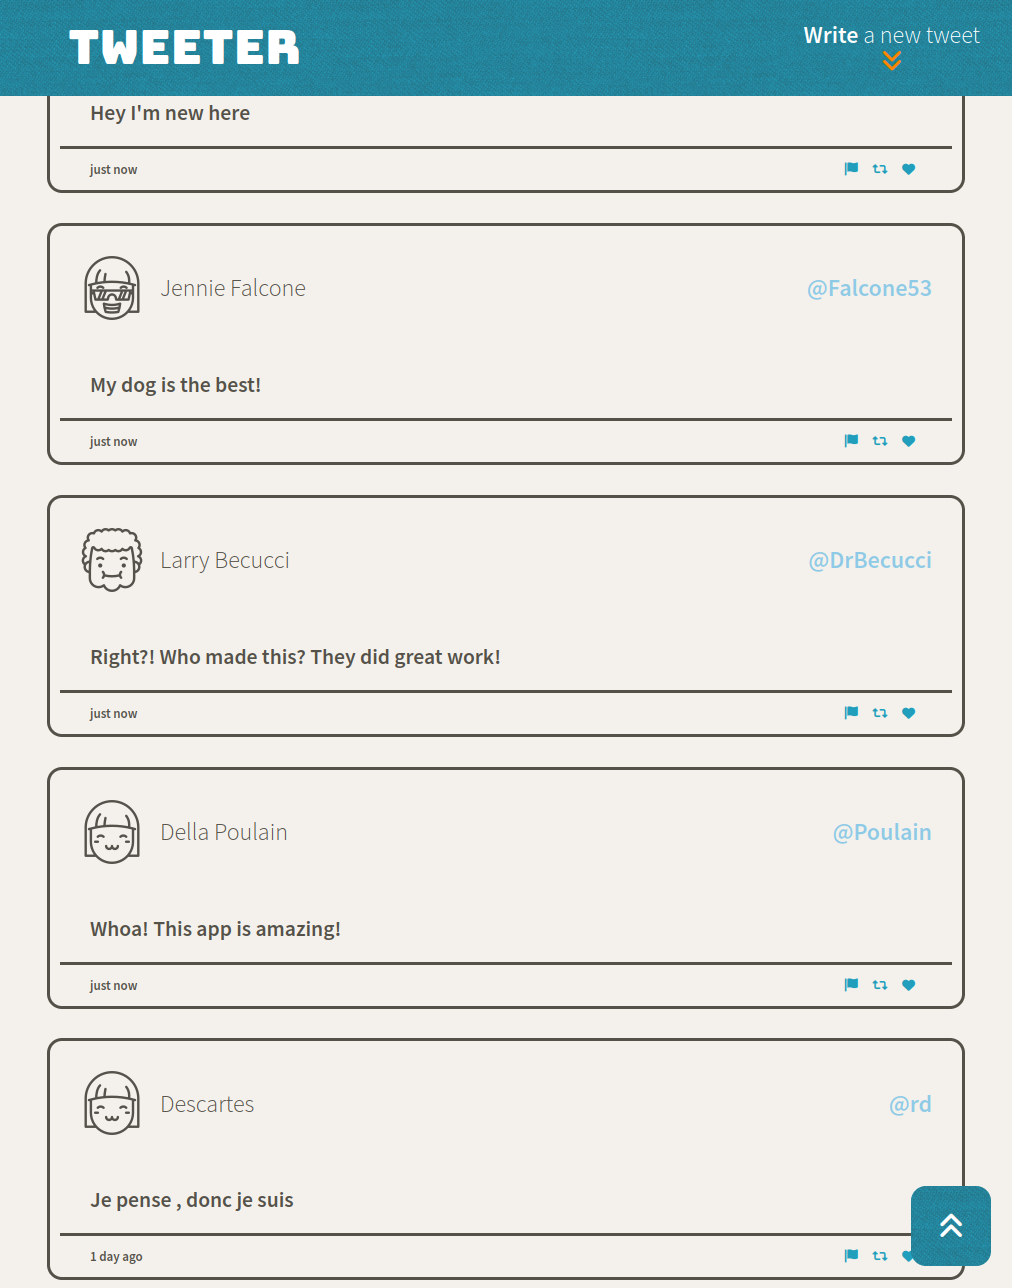 TWEETER
Write a new tweet
Hey I'm new here
just now
Jennie Falcone
@Falcone53
My dog is the best!
just now
Larry Becucci
@DrBecucci
Right?! Who made this? They did great work!
just now
Della Poulain
@Poulain
Whoa! This app is amazing!
just now
Descartes
@rd
Je pense , donc je suis
1 day ago